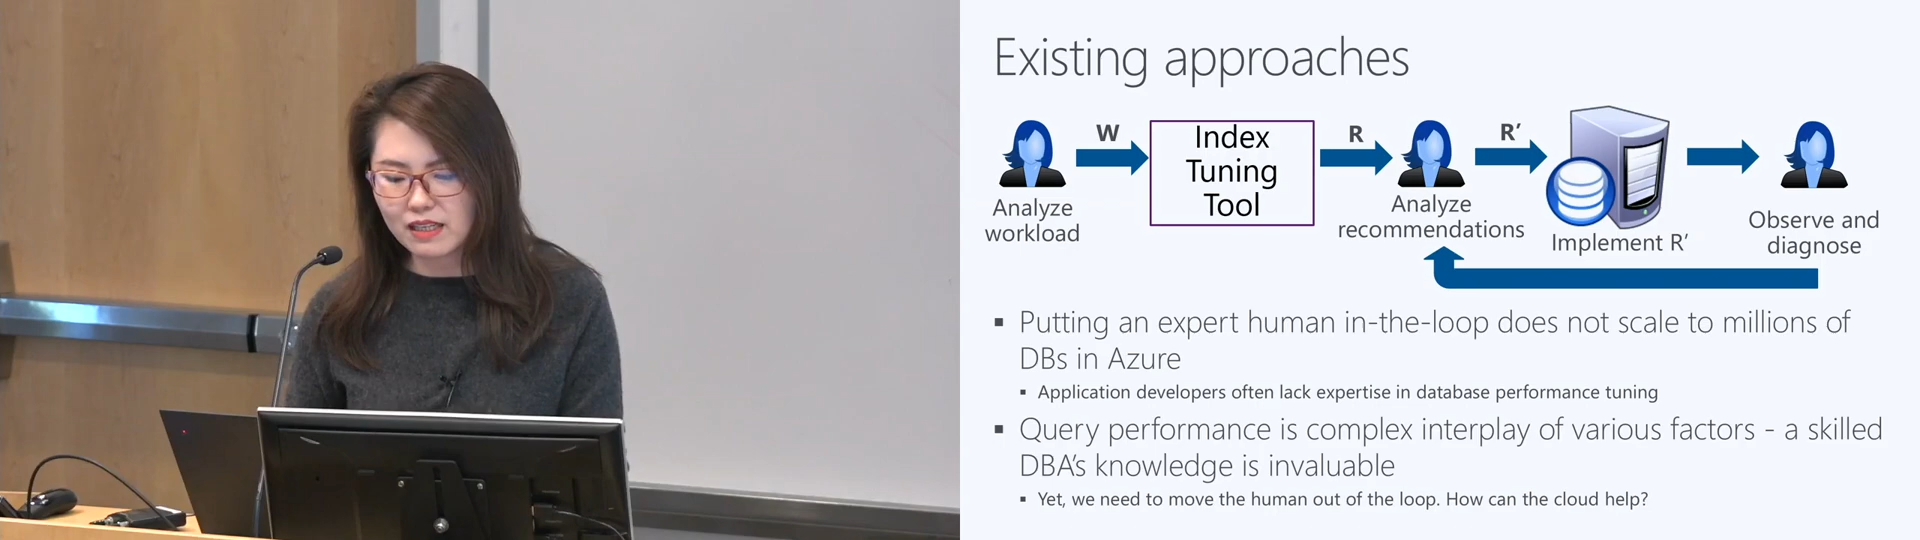 Existing approaches
W
Index
Tuning
Tool
R
R’
Analyze
workload
Analyze
recommendations
Implement R’
Observe and
diagnose
▪ Putting an expert human in-the-loop does not scale to millions of
DBs in Azure
▪ Application developers often lack expertise in database performance tuning
▪ Query performance is complex interplay of various factors - a skilled
DBA’s knowledge is invaluable
▪ Yet, we need to move the human out of the loop. How can the cloud help?